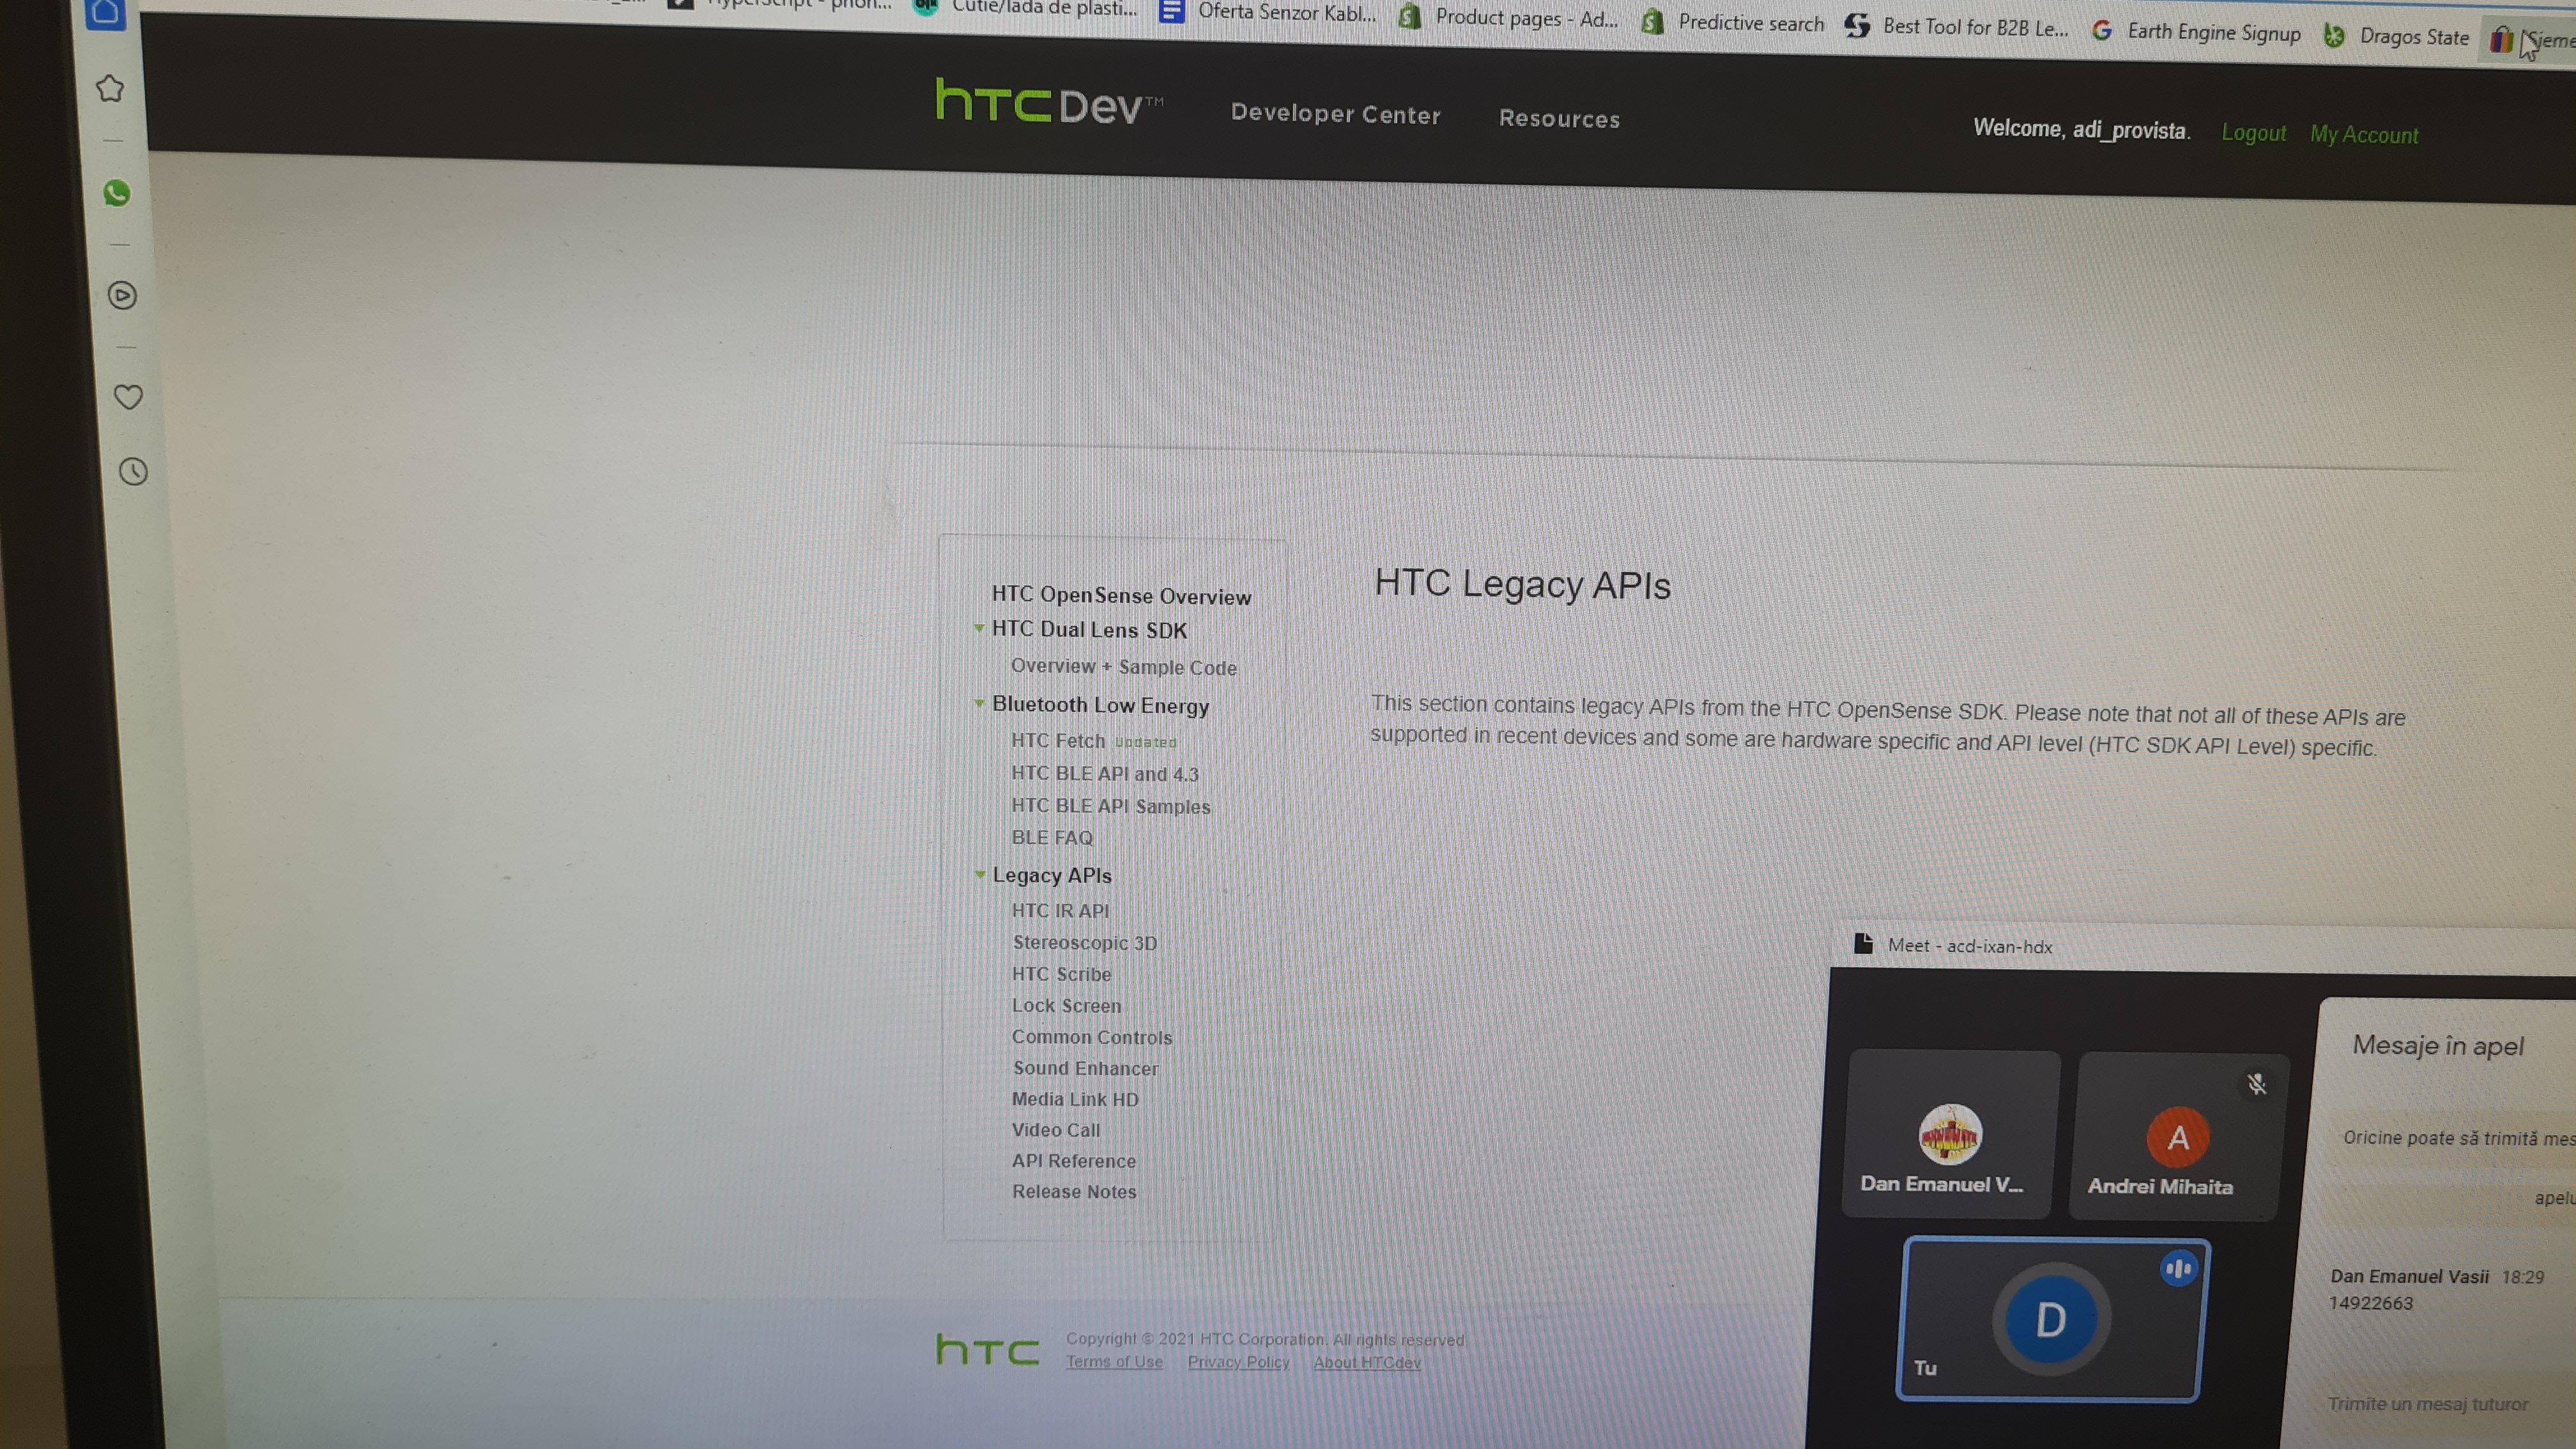 Cutie/lada de plasti...
Oferta Senzor Kabl...
Product pages - Ad...
Predictive search
Best Tool for B2B Le...
Earth Engine Signup
Dragos State
hTC Dev™
Developer Center
Resources
Welcome, adi_provista.
Logout
My Account
HTC OpenSense Overview
HTC Dual Lens SDK
Overview + Sample Code
Bluetooth Low Energy
HTC Fetch Updated
HTC BLE API and 4.3
HTC BLE API Samples
BLE FAQ
Legacy APIs
HTC IR API
Stereoscopic 3D
HTC Scribe
Lock Screen
Common Controls
Sound Enhancer
Media Link HD
Video Call
API Reference
Release Notes
HTC Legacy APIs
This section contains legacy APIs from the HTC OpenSense SDK. Please note that not all of these APIs are
supported in recent devices and some are hardware specific and API level (HTC SDK API Level) specific.
Meet - acd-ixan-hdx
Dan Emanuel V...
A
Andrei Mihaita
D
Tu
Mesaje în apel
Oricine poate să trimită mes
apelu
Dan Emanuel Vasii 18:29
14922663
Trimite un mesaj tuturor
hTC
Copyright © 2021 HTC Corporation. All rights reserved.
Terms of Use
Privacy Policy
About HTCdev